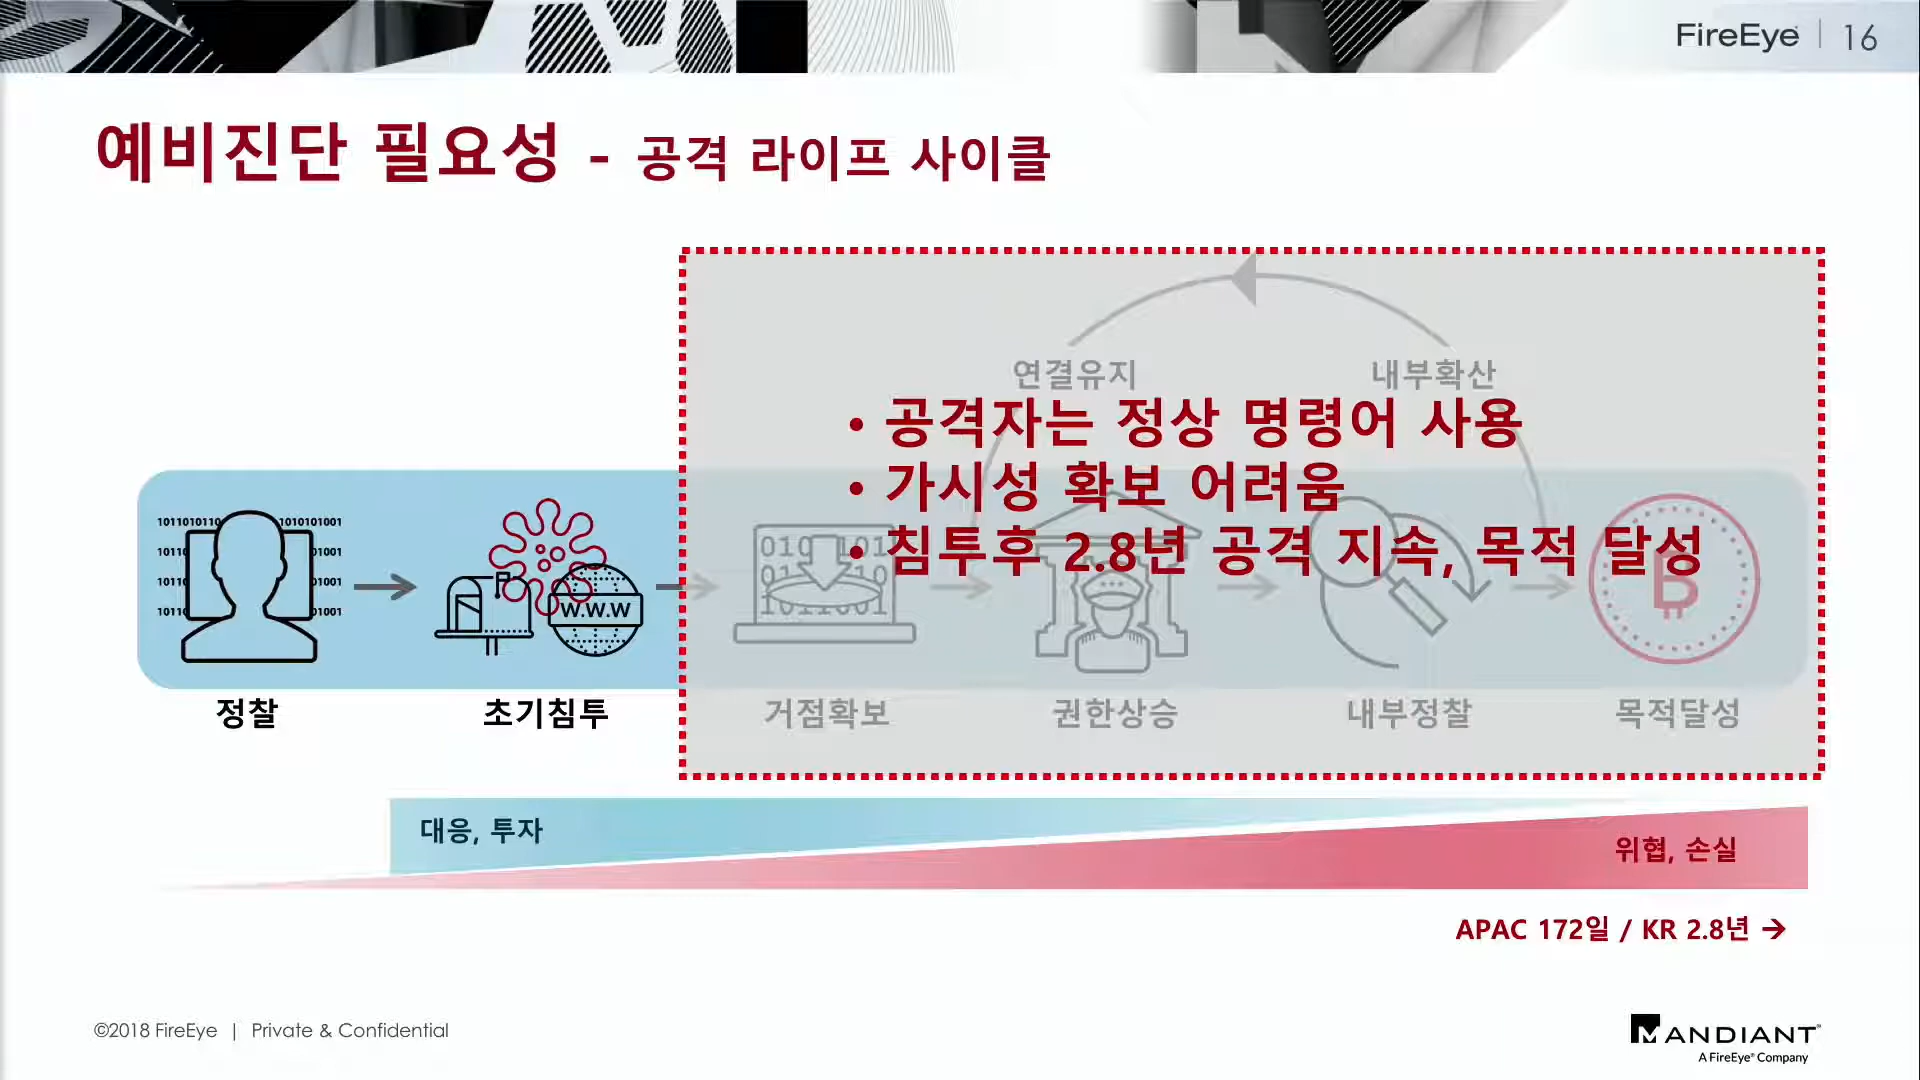 FireEye | 16
예비진단 필요성 - 공격 라이프 사이클
연결유지
내부확산
• 공격자는 정상 명령어 사용
• 가시성 확보 어려움
• 침투후 2.8년 공격 지속, 목적 달성
W.W.W
정찰
초기침투
거점확보
권한상승
내부정찰
목적달성
대응, 투자
위협, 손실
APAC 172일 / KR 2.8년 →
©2018 FireEye | Private & Confidential
MANDIANT
A FireEye® Company